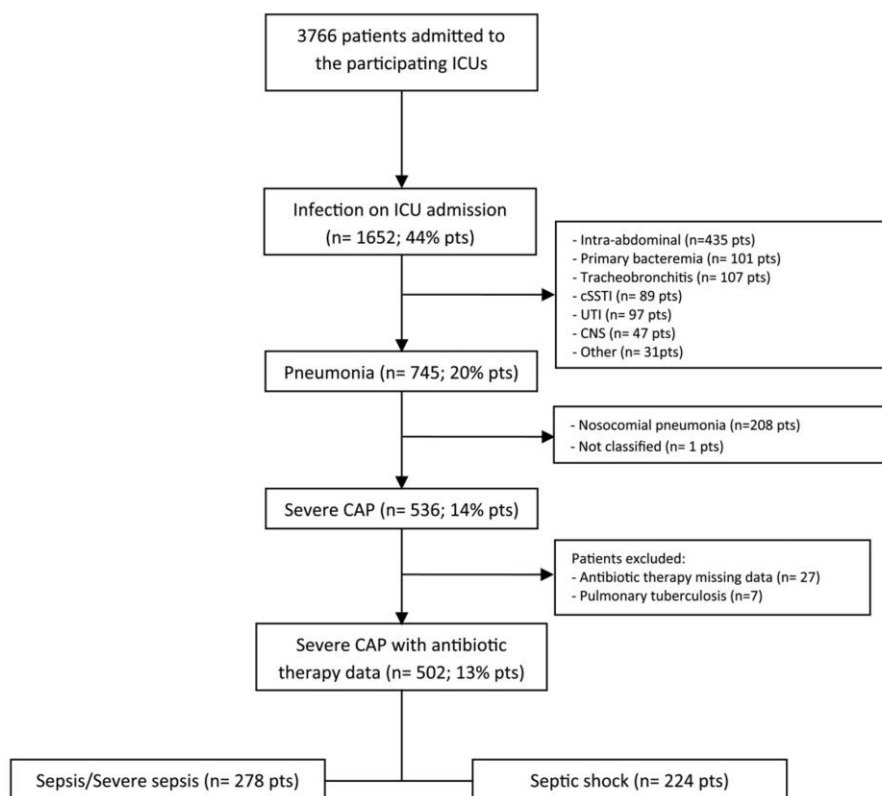 3766 patients admitted to
the participating ICUs
Infection on ICU admission
(n= 1652; 44% pts)
- Intra-abdominal (n=435 pts)
- Primary bacteremia (n= 101 pts)
- Tracheobronchitis (n= 107 pts)
- cSSTI (n= 89 pts)
- UTI (n= 97 pts)
- CNS (n= 47 pts)
- Other (n= 31pts)
Pneumonia (n= 745; 20% pts)
- Nosocomial pneumonia (n=208 pts)
- Not classified (n= 1 pts)
Severe CAP (n= 536; 14% pts)
Patients excluded:
- Antibiotic therapy missing data (n= 27)
- Pulmonary tuberculosis (n=7)
Severe CAP with antibiotic
therapy data (n= 502; 13% pts)
Sepsis/Severe sepsis (n= 278 pts)
Septic shock (n= 224 pts)